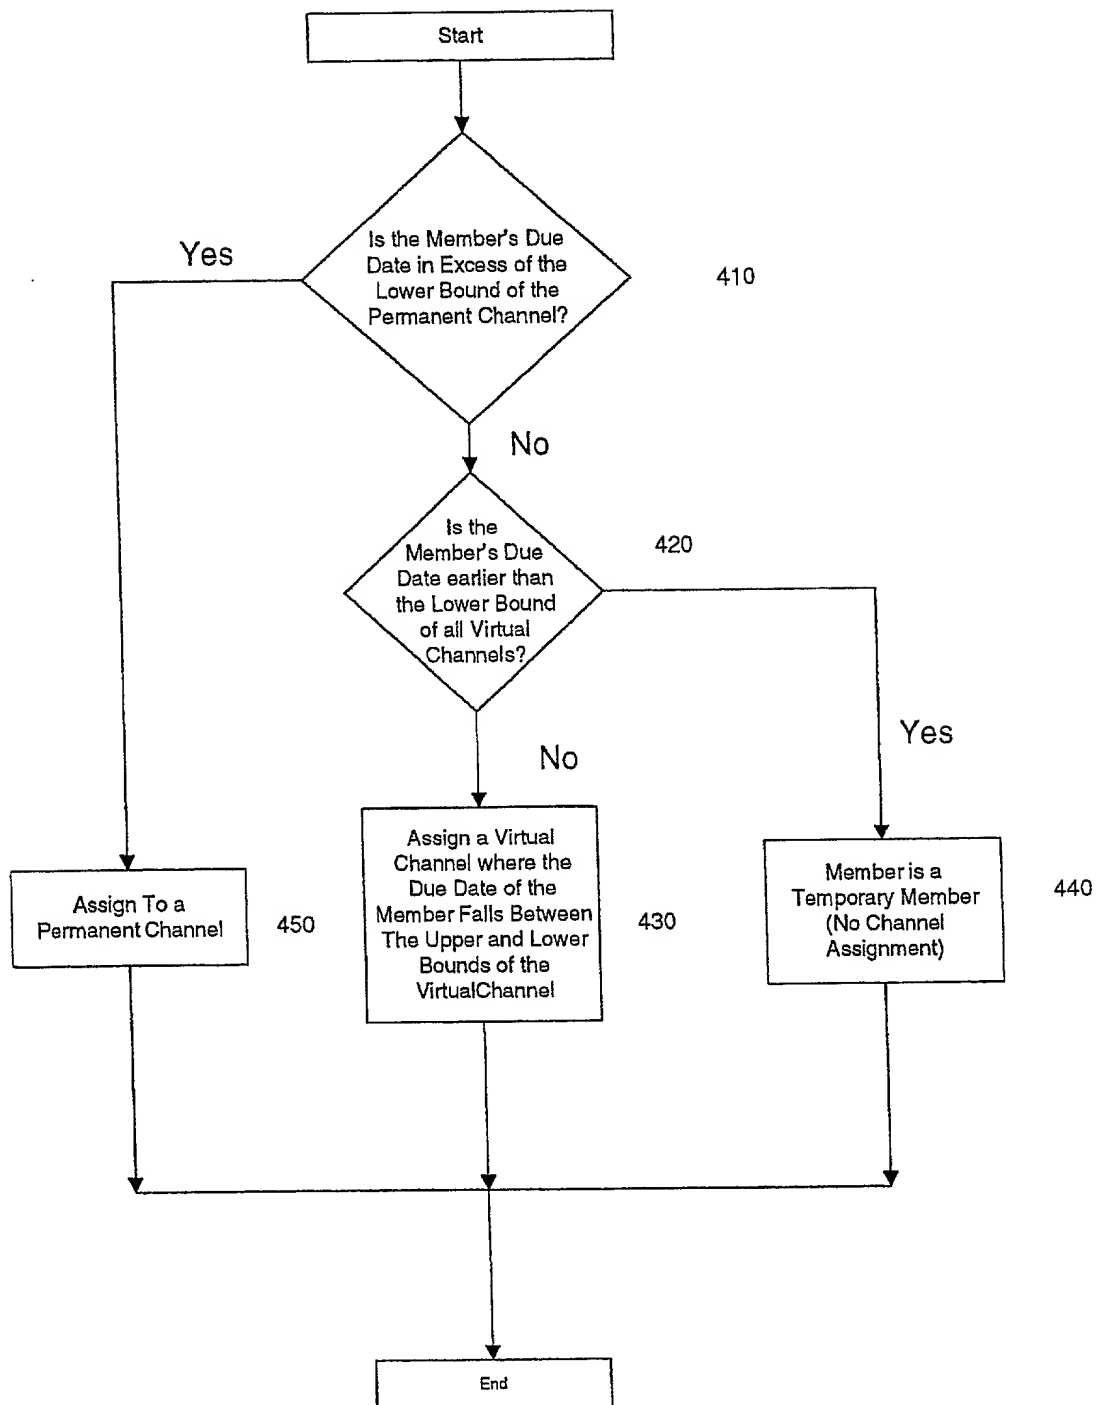 Start
Is the Member's Due
Date in Excess of the
Lower Bound of the
Permanent Channel?
Yes
410
No
Is the
Member's Due
Date earlier than
the Lower Bound
of all Virtual
Channels?
420
Yes
No
Assign To a
Permanent Channel
450
Assign a Virtual
Channel where the
Due Date of the
Member Falls Between
The Upper and Lower
Bounds of the
VirtualChannel
430
Member is a
Temporary Member
(No Channel
Assignment)
440
End